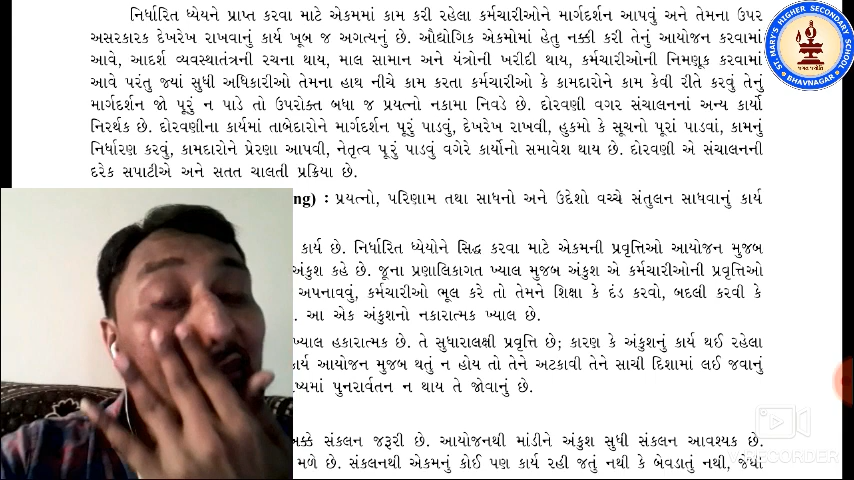 નિર્ધારિત ધ્યેયને પ્રાપ્ત કરવા માટે એકમમાં કામ કરી રહેલા કર્મચારીઓને માર્ગદર્શન આપવું અને તેમના ઉપર
અસરકારક દેખરેખ રાખવાનું કાર્ય ખૂબ જ અગત્યનું છે. ઔદ્યોગિક એકમોમાં હેતુ નક્કી કરી તેનું આયોજન કરવામાં
આવે, આદર્શ વ્યવસ્થાતંત્રની રચના થાય, માલ સામાન અને યંત્રોની ખરીદી થાય, કર્મચારીઓની નિમણૂક કરવામાં
આવે પરંતુ જ્યાં સુધી અધિકારીઓ તેમના હાથ નીચે કામ કરતા કર્મચારીઓ કે કામદારોને કામ કેવી રીતે કરવું તેનું
માર્ગદર્શન જો પૂરું ન પાડે તો ઉપરોક્ત બધા જ પ્રયત્નો નકામા નિવડે છે. દોરવણી વગર સંચાલનનાં અન્ય કાર્યો
નિરર્થક છે. દોરવણીના કાર્યમાં તાબેદારોને માર્ગદર્શન પૂરું પાડવું, દેખરેખ રાખવી, હુકમો કે સૂચનો પૂરાં પાડવાં, કામનું
નિર્ધારણ કરવું, કામદારોને પ્રેરણા આપવી, નેતૃત્વ પૂરું પાડવું વગેરે કાર્યોનો સમાવેશ થાય છે. દોરવણી એ સંચાલનની
દરેક સપાટીએ અને સતત ચાલતી પ્રક્રિયા છે.
ng) : પ્રયત્નો, પરિણામ તથા સાધનો અને ઉદેશો વચ્ચે સંતુલન સાધવાનું કાર્ય
કાર્ય છે. નિર્ધારિત ધ્યેયોને સિદ્ધ કરવા માટે એકમની પ્રવૃત્તિઓ આયોજન મુજબ
અંકુશ કહે છે. જૂના પ્રણાલિકાગત ખ્યાલ મુજબ અંકુશ એ કર્મચારીઓની પ્રવૃત્તિઓ
અપનાવવું, કર્મચારીઓ ભૂલ કરે તો તેમને શિક્ષા કે દંડ કરવો, બદલી કરવી કે
. આ એક અંકુશનો નકારાત્મક ખ્યાલ છે.
ખ્યાલ હકારાત્મક છે. તે સુધારાલક્ષી પ્રવૃત્તિ છે; કારણ કે અંકુશનું કાર્ય થઈ રહેલા
કાર્ય આયોજન મુજબ થતું ન હોય તો તેને અટકાવી તેને સાચી દિશામાં લઈ જવાનું
ષ્યમાં પુનરાવર્તન ન થાય તે જોવાનું છે.
અક્કે સંકલન જરૂરી છે. આયોજનથી માંડીને અંકુશ સુધી સંકલન આવશ્યક છે.
મળે છે. સંકલનથી એકમનું કોઈ પણ કાર્ય રહી જતું નથી કે બેવડાતું નથી, જેથી
ST. MARY'S HIGHER SECONDARY SCHOOL
BHAVNAGAR
RECORDER